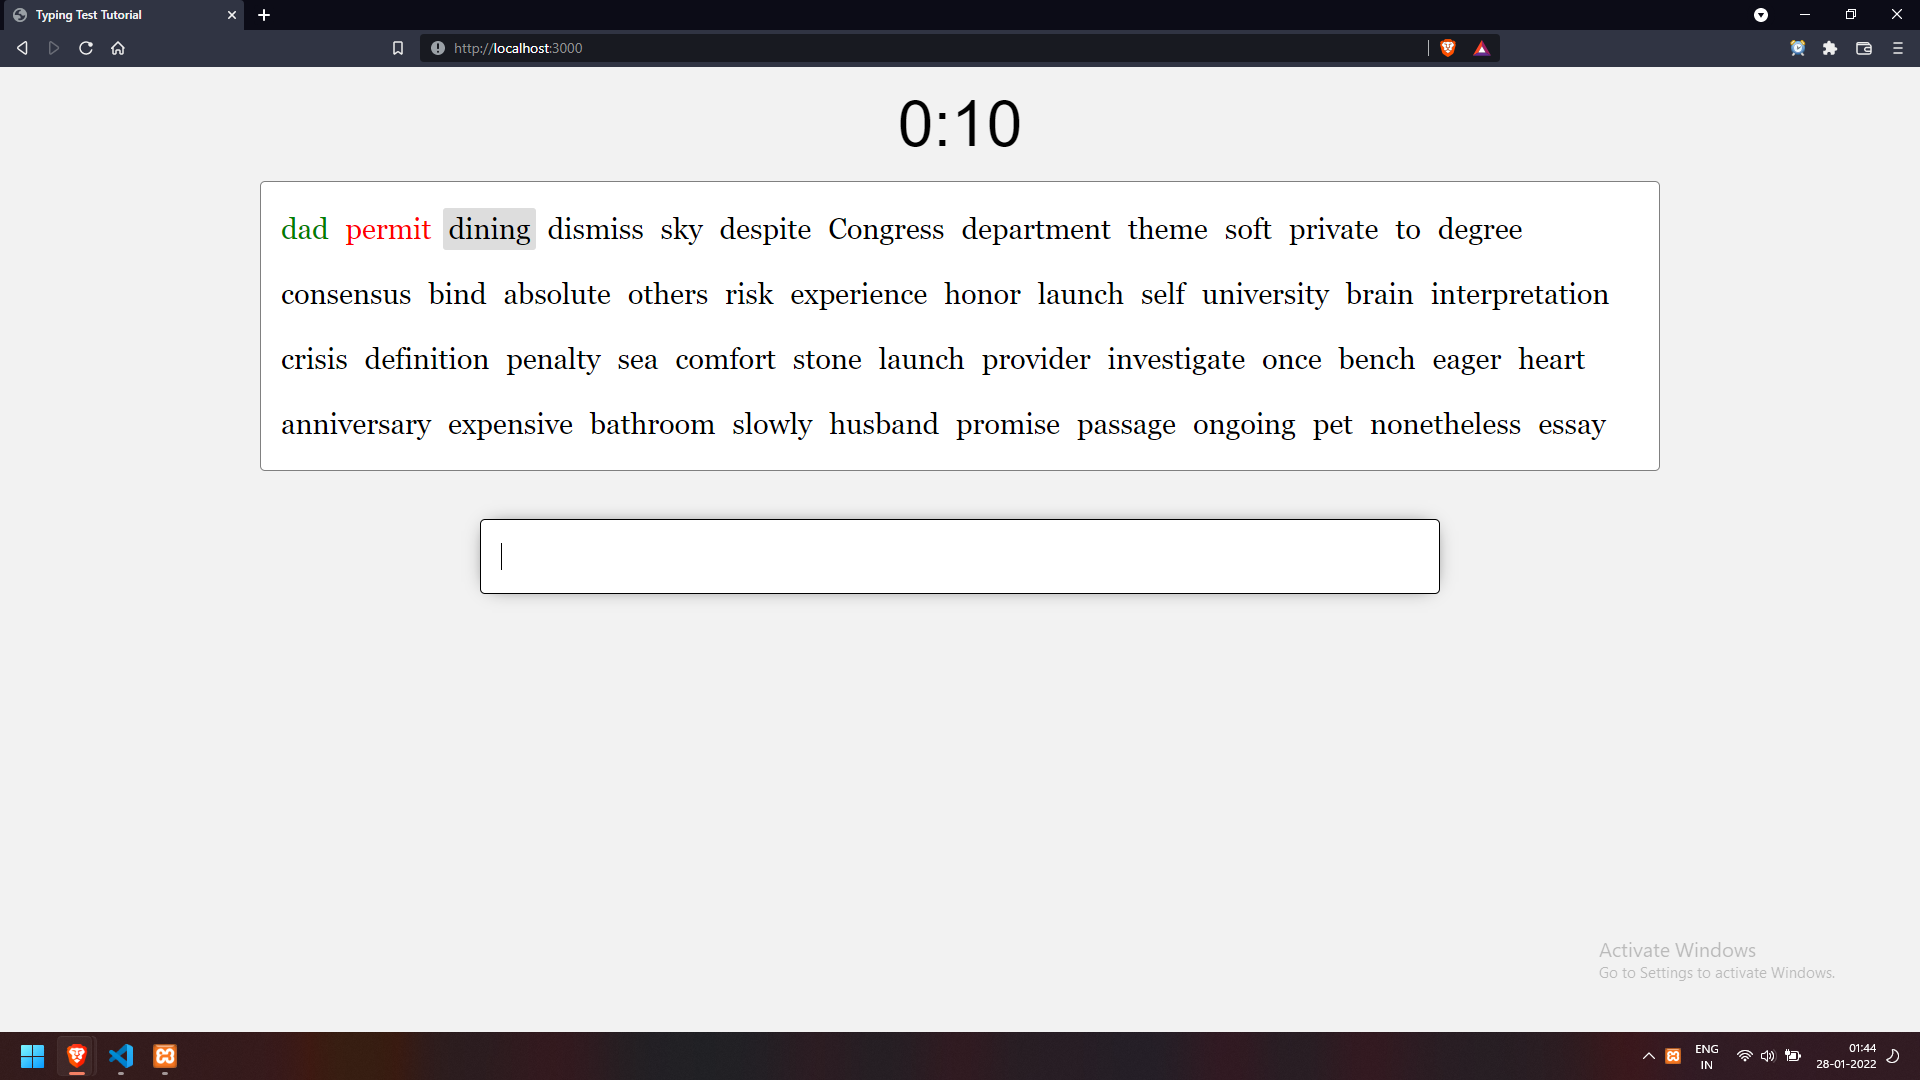 Typing Test Tutorial
http://localhost:3000
0:10
dad permit dining dismiss sky despite Congress department theme soft private to degree
consensus bind absolute others risk experience honor launch self university brain interpretation
crisis definition penalty sea comfort stone launch provider investigate once bench eager heart
anniversary expensive bathroom slowly husband promise passage ongoing pet nonetheless essay
Activate Windows
Go to Settings to activate Windows.
ENG
IN
01:44
28-01-2022